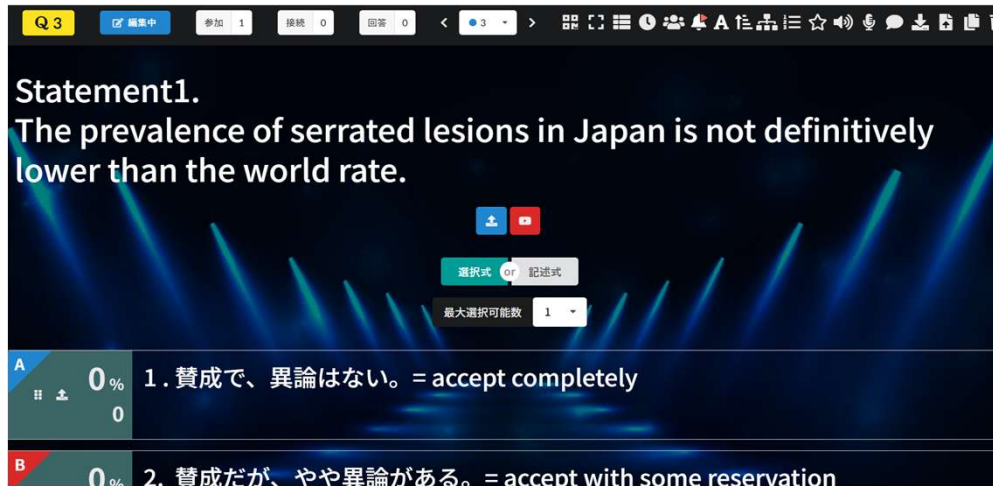 Q 3
編集中
参加 1
接続 0
回答 0
3
Statement1.
The prevalence of serrated lesions in Japan is not definitively
lower than the world rate.
選択式 or 記述式
最大選択可能数 1
A
0 %
0
1 . 賛成で、異論はない。= accept completely
B
0 %
2. 賛成だが、やや異論がある。= accept with some reservation